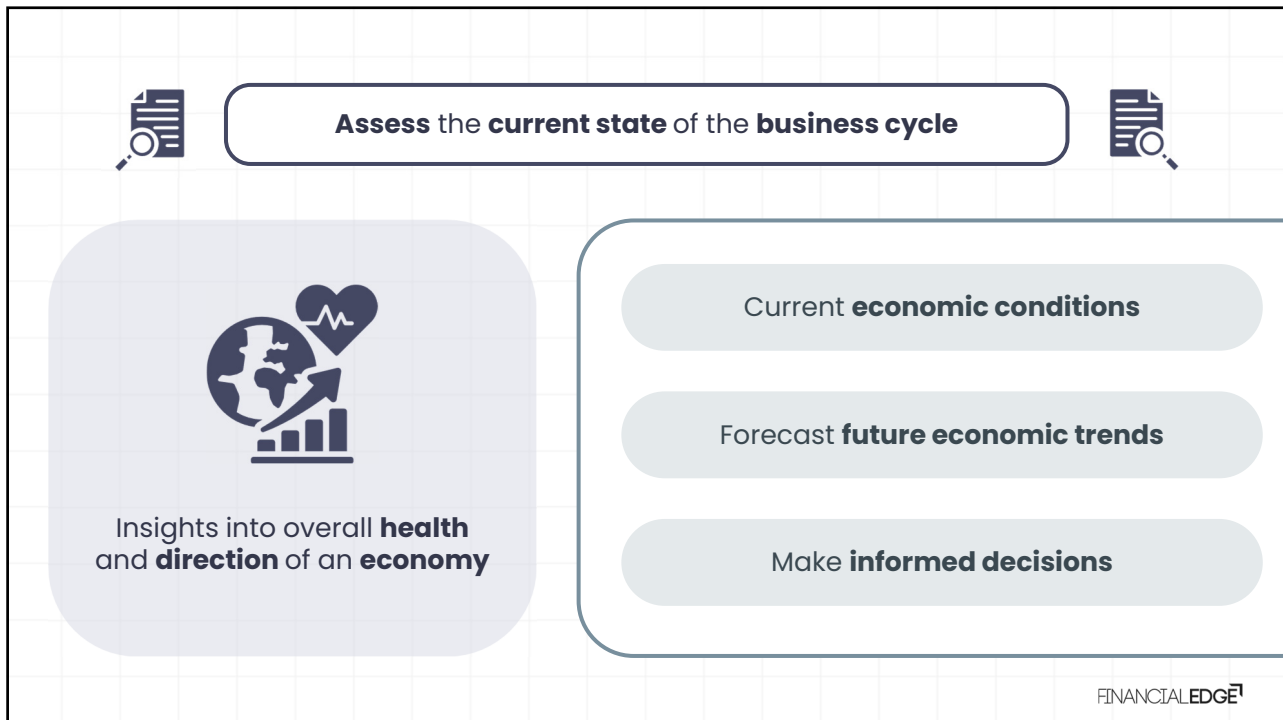 Assess the current state of the business cycle
Insights into overall health
and direction of an economy
Current economic conditions
Forecast future economic trends
Make informed decisions
FINANCIALEDGE